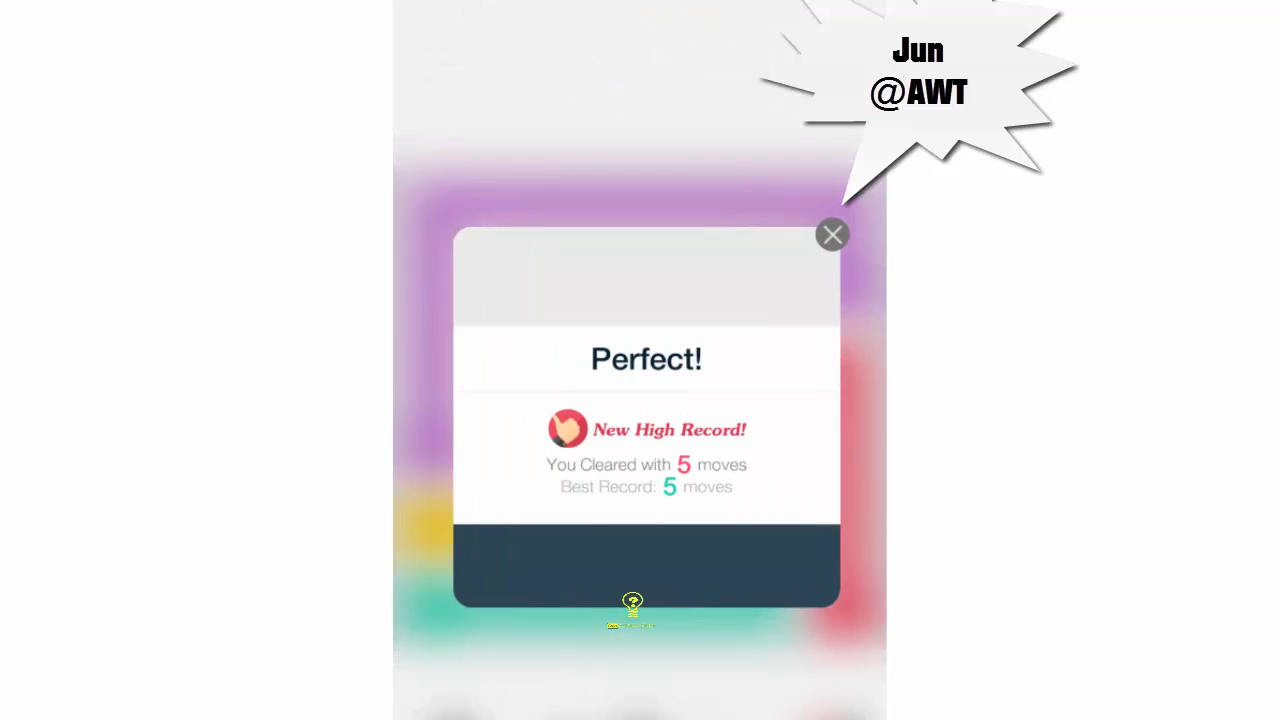 Jun
@AWT
Perfect!
New High Record!
You Cleared with 5 moves
Best Record: 5 moves